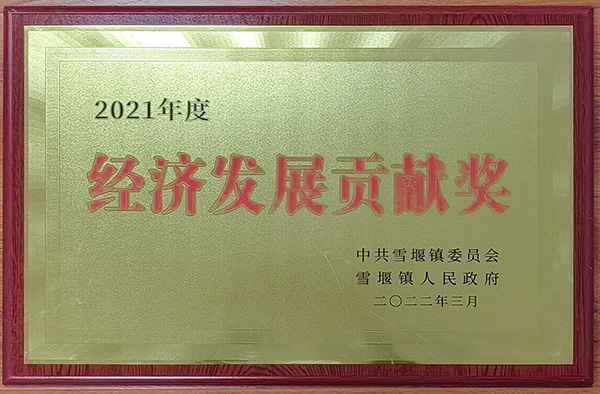 2021年度
经济发展贡献奖
中共雪堰镇委员会
雪堰镇人民政府
二〇二二年三月